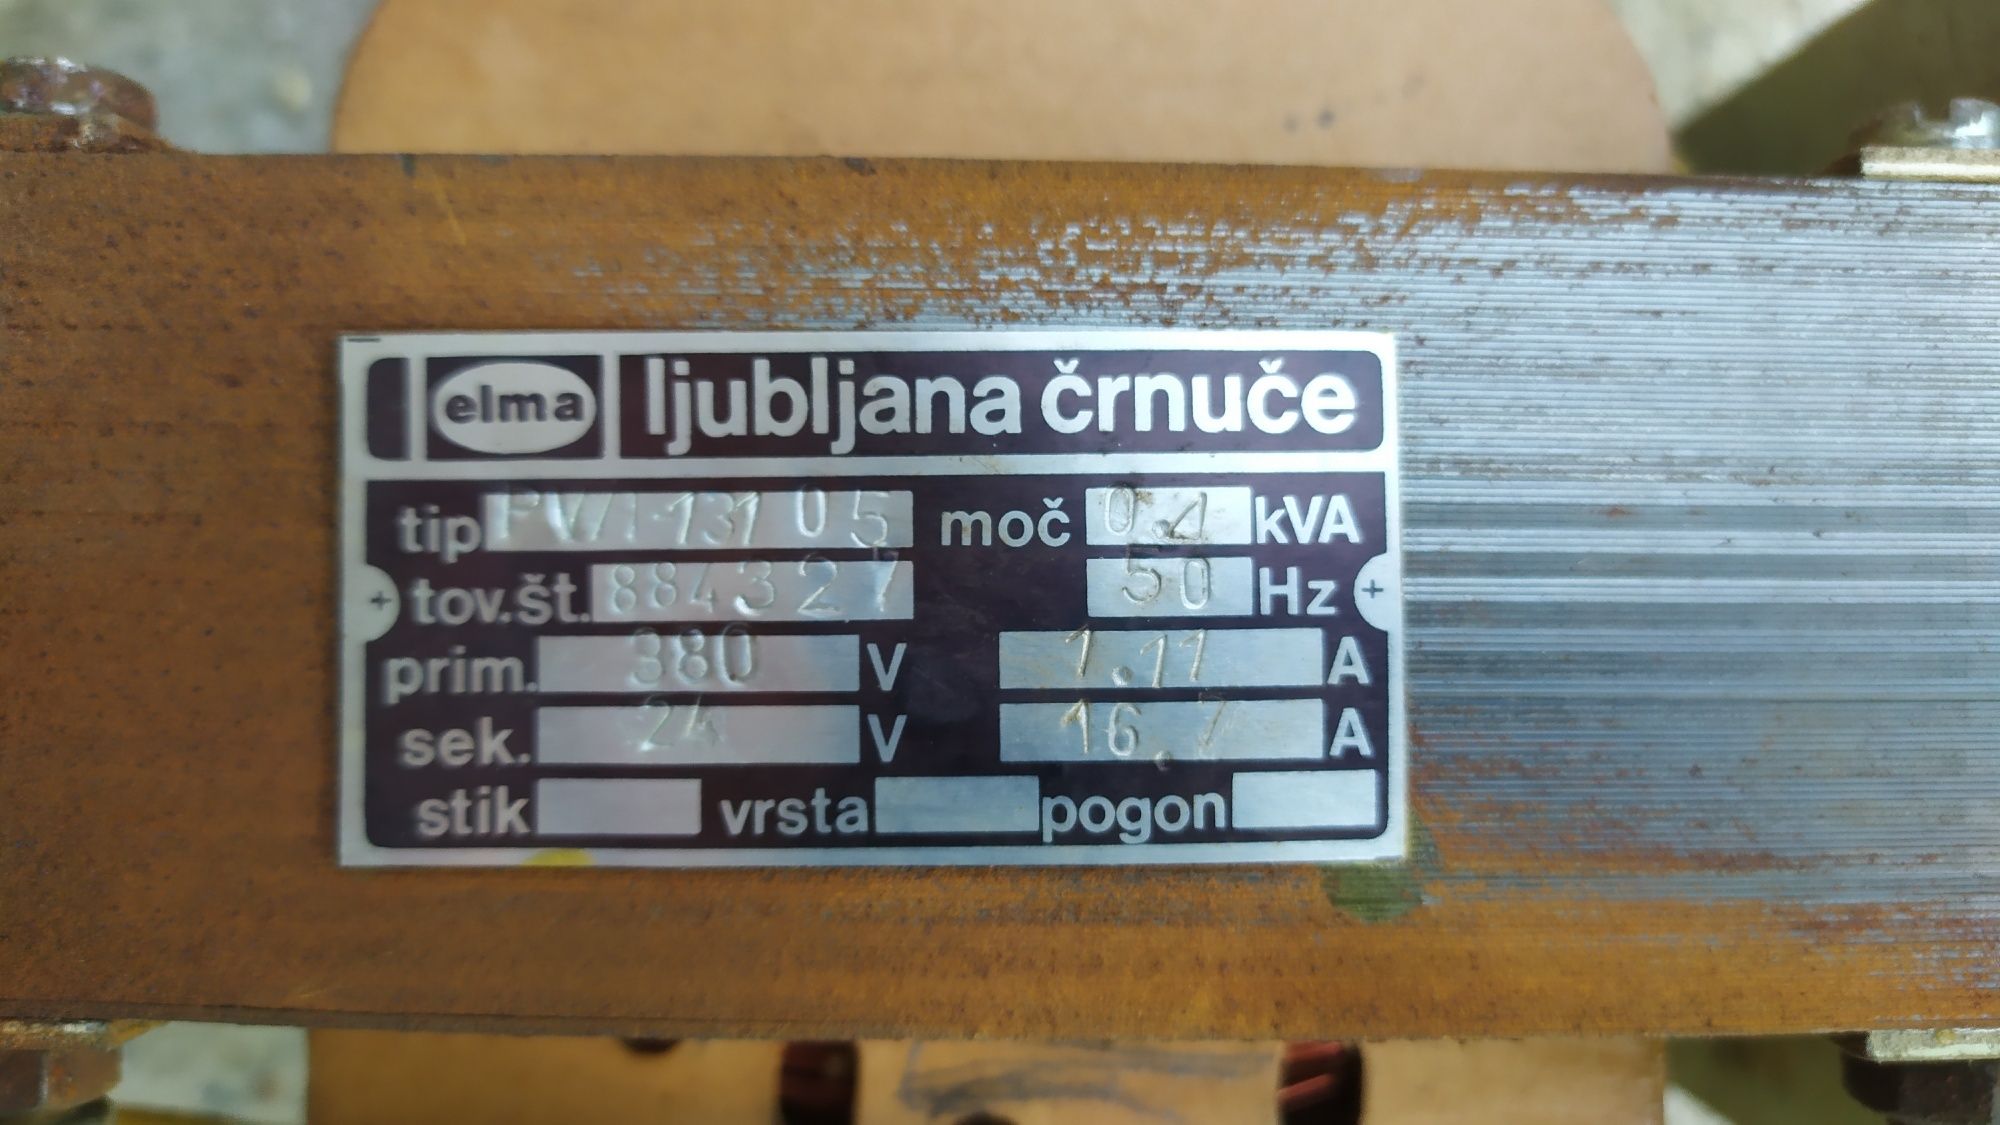 elma ljubljana črnuče
tip 131 05 moč 0.4 kVA
tov.št. 884327 50 Hz
prim. 380 V 1.11 A
sek. 24 V 16.7 A
stik vrsta pogon